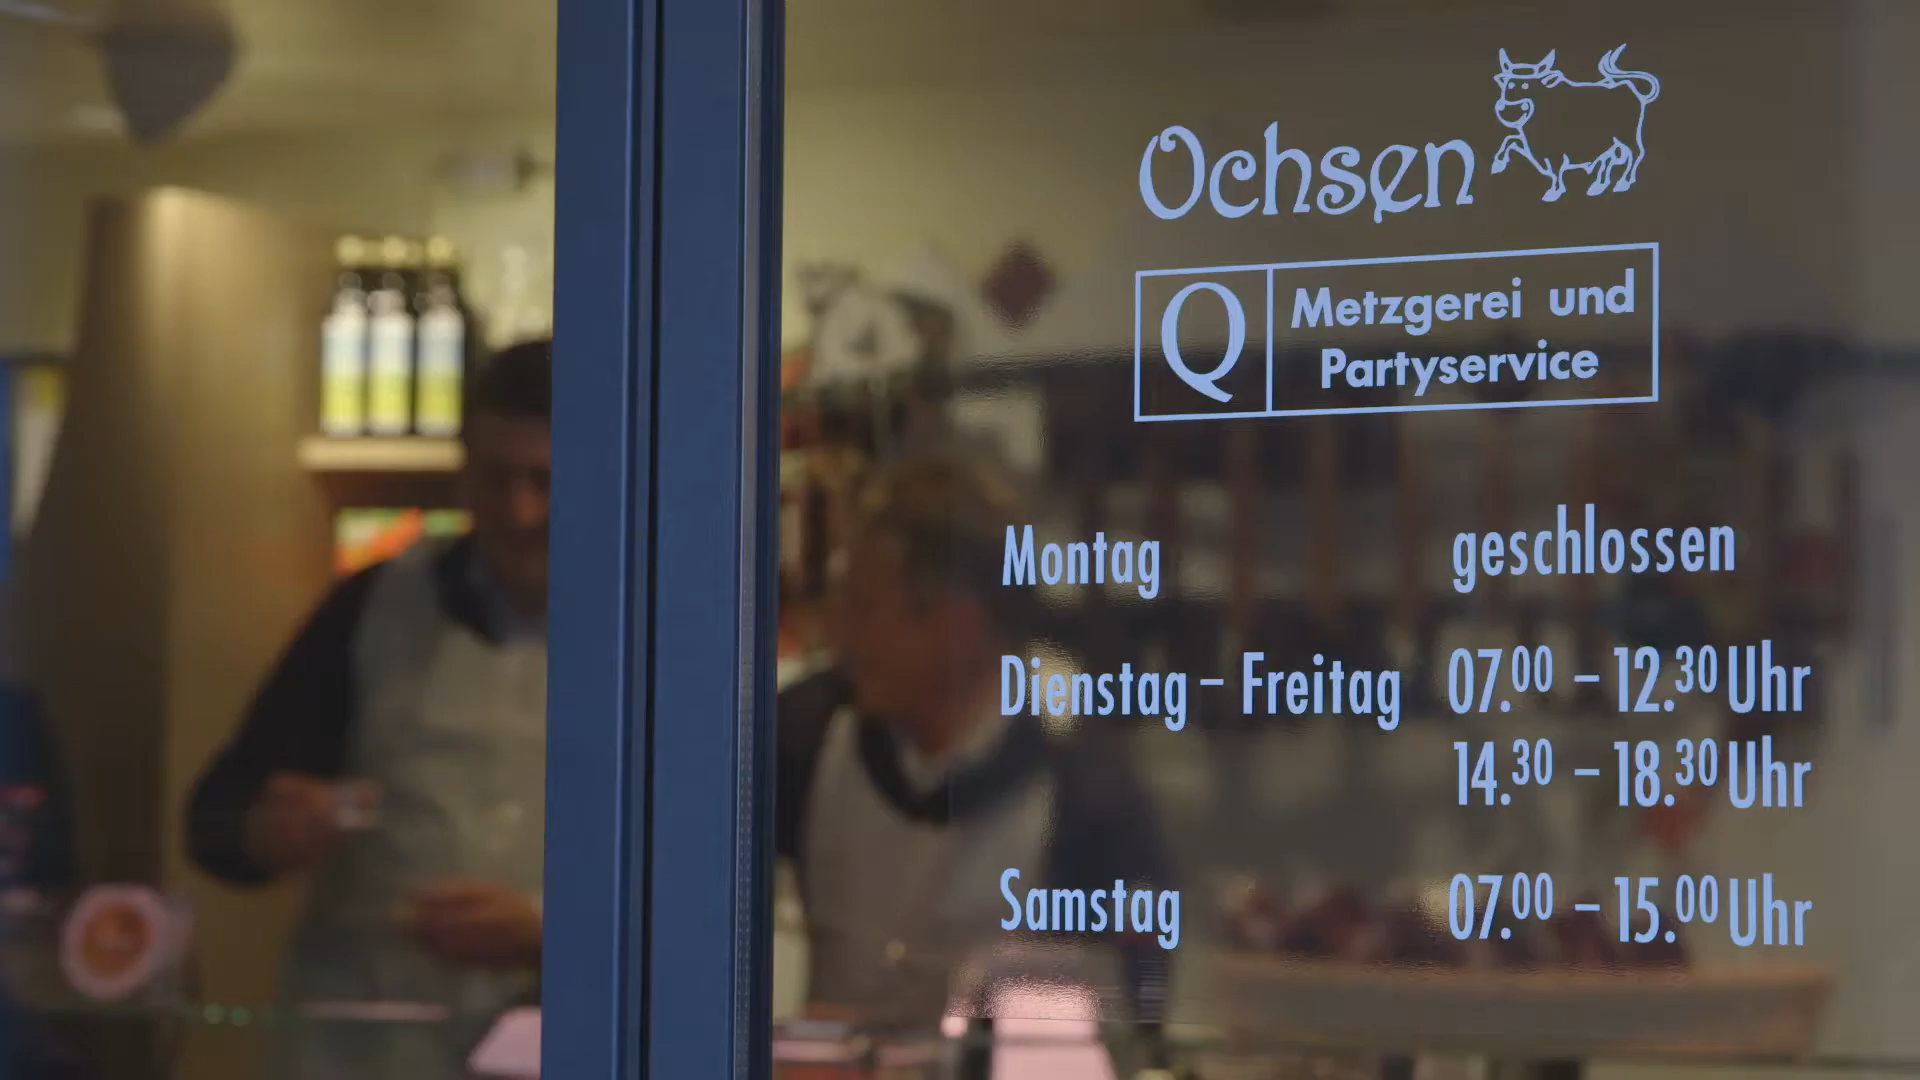 Ochsen
Q
Metzgerei und
Partyservice
Montag geschlossen
Dienstag – Freitag 07.00 – 12.30 Uhr
14.30 – 18.30 Uhr
Samstag 07.00 – 15.00 Uhr